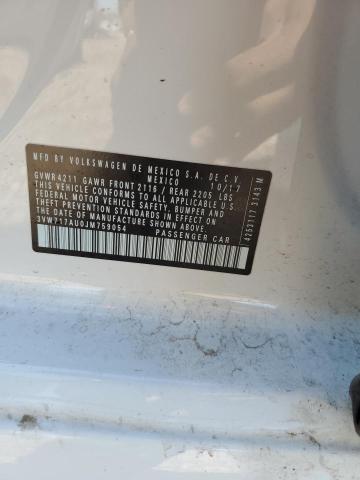 MFD BY VOLKSWAGEN DE MEXICO S.A. DE C.V.
MEXICO 10/17
GVWR 4211 GAWR FRONT 2116 / REAR 2205 LBS
THIS VEHICLE CONFORMS TO ALL APPLICABLE U.S.
FEDERAL MOTOR VEHICLE SAFETY, BUMPER AND
THEFT PREVENTION STANDARDS IN EFFECT ON THE
DATE OF MANUFACTURE SHOWN ABOVE.
3VW717AU0JM759054 PASSENGER CAR
4253117 3143 M